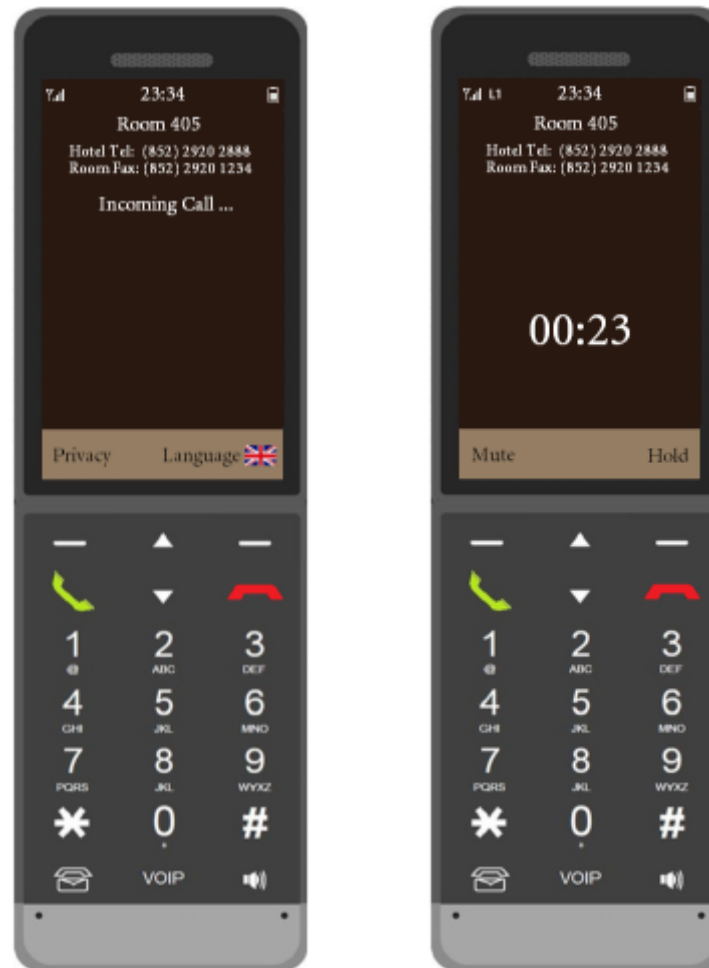 23:34
Room 405
Hotel Tel: (852) 2920 2888
Room Fax: (852) 2920 1234
Incoming Call ...
Privacy Language
1 2 3
@ ABC DEF
4 5 6
GHI JKL MNO
7 8 9
PQRS JKL WYXZ
* 0 #
VOIP
L1 23:34
Room 405
Hotel Tel: (852) 2920 2888
Room Fax: (852) 2920 1234
00:23
Mute Hold
1 2 3
@ ABC DEF
4 5 6
GHI JKL MNO
7 8 9
PQRS JKL WYXZ
* 0 #
VOIP